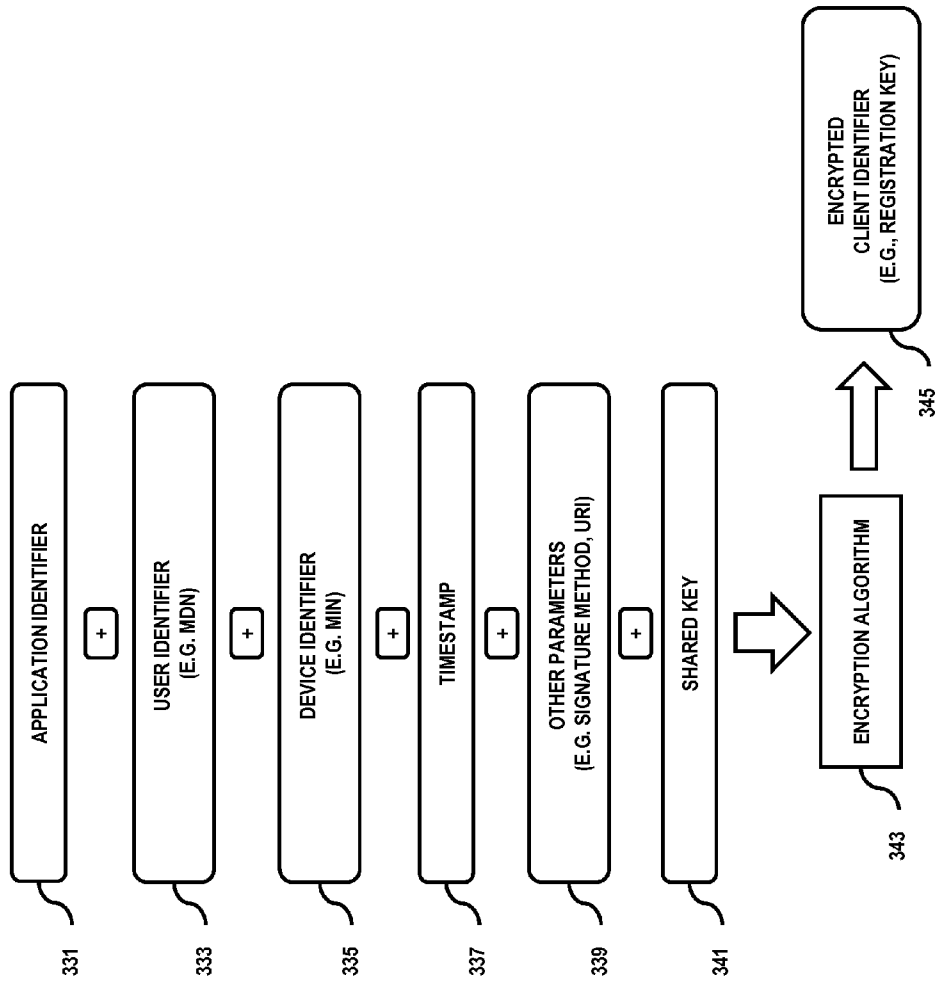 APPLICATION IDENTIFIER
331
+
USER IDENTIFIER
(E.G. MDN)
333
+
DEVICE IDENTIFIER
(E.G. MIN)
335
+
TIMESTAMP
337
+
OTHER PARAMETERS
(E.G. SIGNATURE METHOD, URI)
339
+
SHARED KEY
341
ENCRYPTION ALGORITHM
343
ENCRYPTED
CLIENT IDENTIFIER
(E.G., REGISTRATION KEY)
345